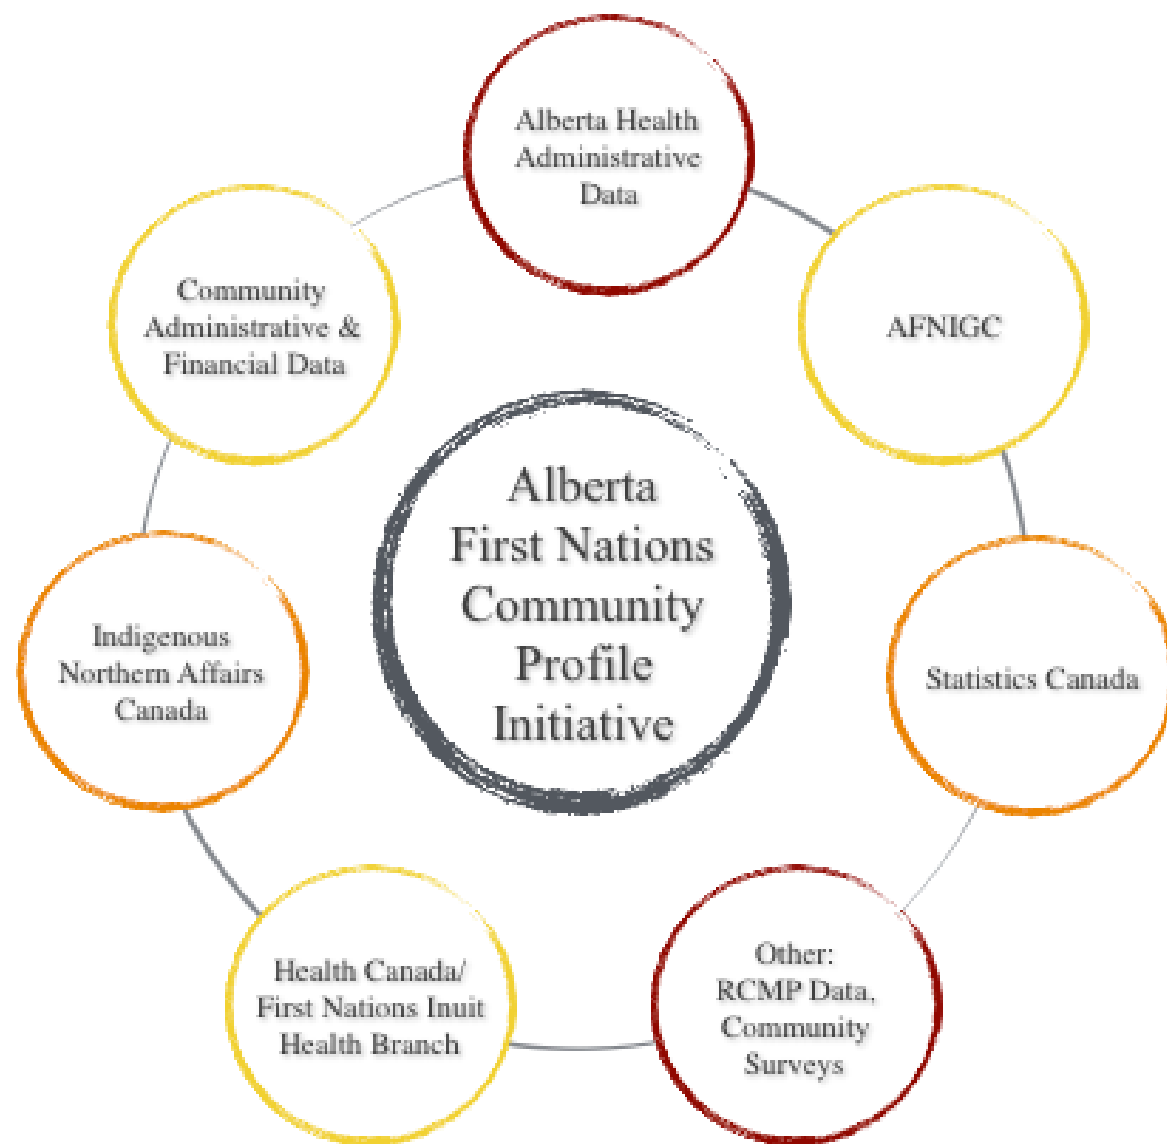 Alberta Health
Administrative
Data
AFNIGC
Statistics Canada
Other:
RCMP Data,
Community
Surveys
Health Canada/
First Nations Inuit
Health Branch
Indigenous
Northern Affairs
Canada
Community
Administrative &
Financial Data
Alberta
First Nations
Community
Profile
Initiative